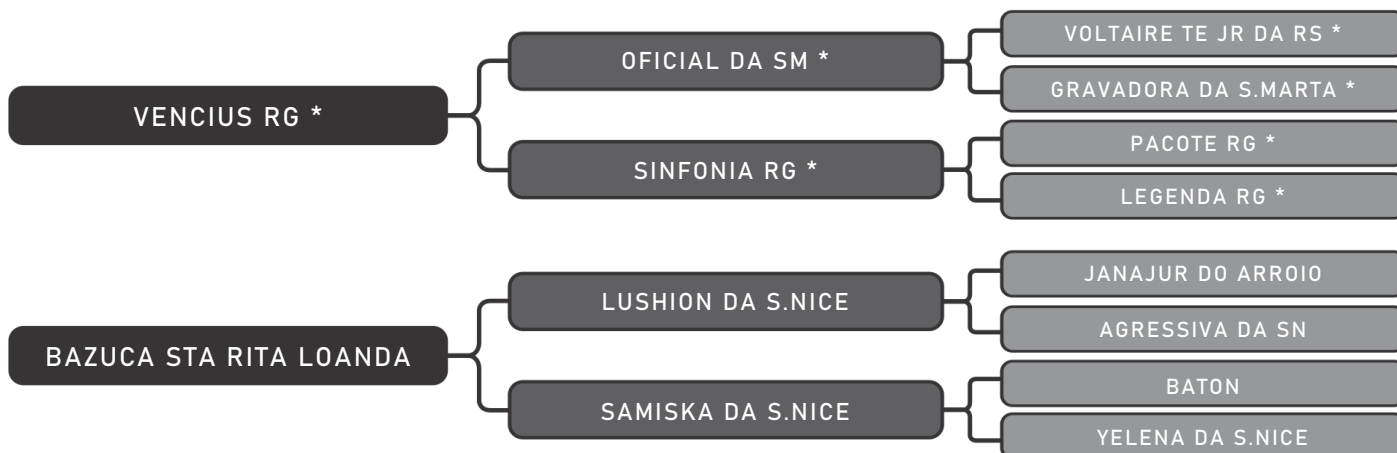 VENCIUS RG *
OFICIAL DA SM *
VOLTAIRE TE JR DA RS *
GRAVADORA DA S.MARTA *
SINFONIA RG *
PACOTE RG *
LEGENDA RG *
BAZUCA STA RITA LOANDA
LUSHION DA S.NICE
JANAJUR DO ARROIO
AGRESSIVA DA SN
SAMISKA DA S.NICE
BATON
YELENA DA S.NICE